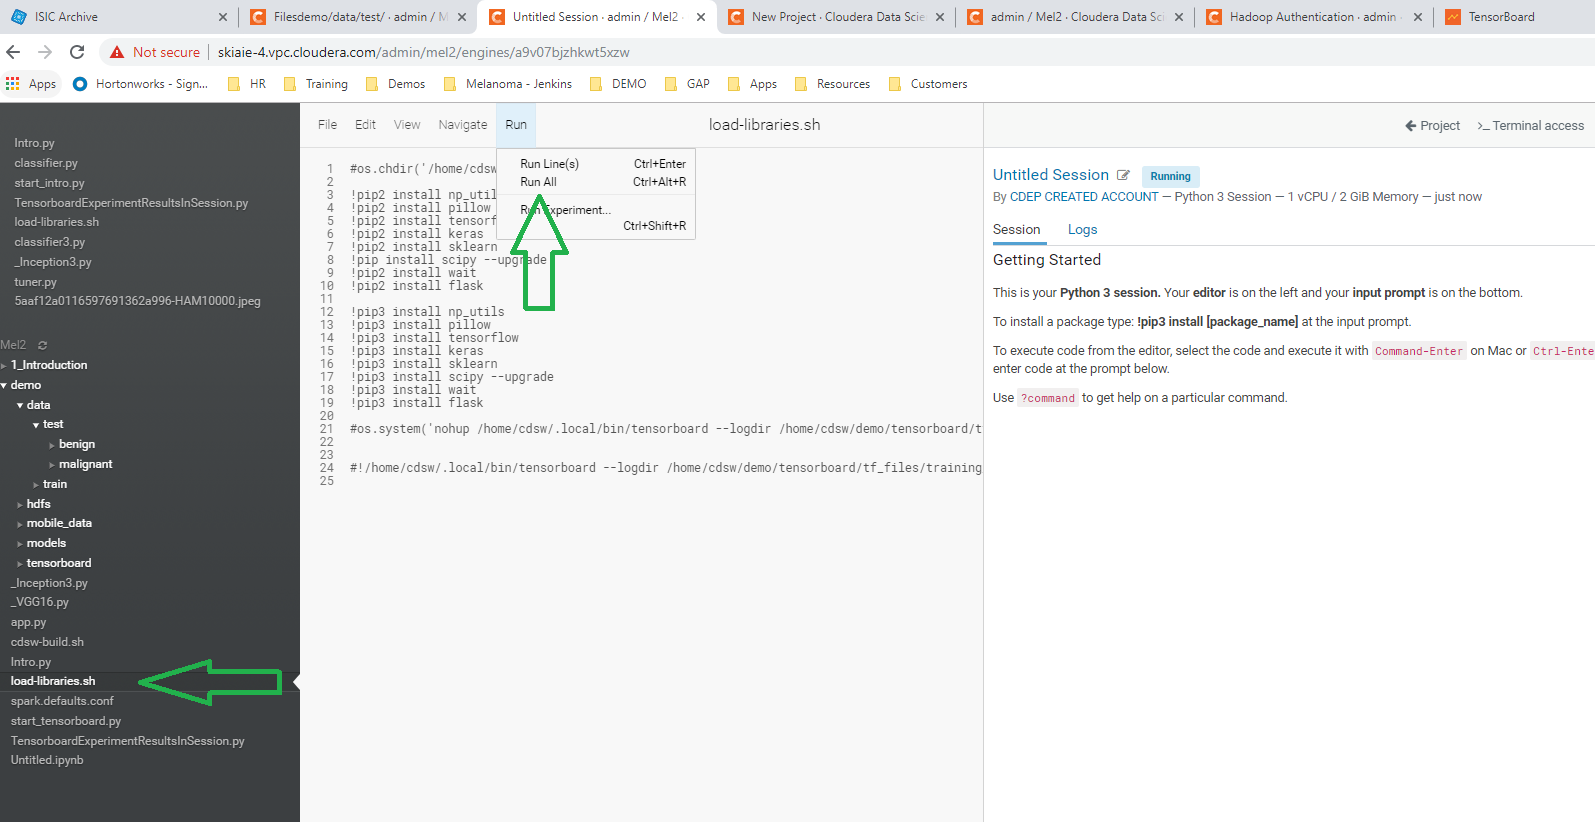 ISIC Archive
Filesdemo/data/test/ · admin / M
Untitled Session · admin / Mel2 ·
New Project · Cloudera Data Scie
admin / Mel2 · Cloudera Data Sci
Hadoop Authentication · admin ·
TensorBoard
Not secure | skiaie-4.vpc.cloudera.com/admin/mel2/engines/a9v07bjzhkwt5xzw
Apps Hortonworks - Sign... HR Training Demos Melanoma - Jenkins DEMO GAP Apps Resources Customers
Intro.py
classifier.py
start_intro.py
TensorboardExperimentResultsInSession.py
load-libraries.sh
classifier3.py
_Inception3.py
tuner.py
5aaf12a0116597691362a996-HAM10000.jpeg
Mel2
1_Introduction
demo
data
test
benign
malignant
train
hdfs
mobile_data
models
tensorboard
_Inception3.py
_VGG16.py
app.py
cdsw-build.sh
Intro.py
load-libraries.sh
spark.defaults.conf
start_tensorboard.py
TensorboardExperimentResultsInSession.py
Untitled.ipynb
File Edit View Navigate Run load-libraries.sh
Run Line(s) Ctrl+Enter
Run All Ctrl+Alt+R
Run Experiment...
Ctrl+Shift+R
1 #os.chdir('/home/cdsw
2
3 !pip2 install np_util
4 !pip2 install pillow
5 !pip2 install tensorf
6 !pip2 install keras
7 !pip2 install sklearn
8 !pip install scipy --upgrade
9 !pip2 install wait
10 !pip2 install flask
11
12 !pip3 install np_utils
13 !pip3 install pillow
14 !pip3 install tensorflow
15 !pip3 install keras
16 !pip3 install sklearn
17 !pip3 install scipy --upgrade
18 !pip3 install wait
19 !pip3 install flask
20
21 #os.system('nohup /home/cdsw/.local/bin/tensorboard --logdir /home/cdsw/demo/tensorboard/t
22
23
24 #!/home/cdsw/.local/bin/tensorboard --logdir /home/cdsw/demo/tensorboard/tf_files/training
25
Project >_ Terminal access
Untitled Session Running
By CDEP CREATED ACCOUNT — Python 3 Session — 1 vCPU / 2 GiB Memory — just now
Session Logs
Getting Started
This is your Python 3 session. Your editor is on the left and your input prompt is on the bottom.
To install a package type: !pip3 install [package_name] at the input prompt.
To execute code from the editor, select the code and execute it with Command-Enter on Mac or Ctrl-Ente
enter code at the prompt below.
Use ?command to get help on a particular command.